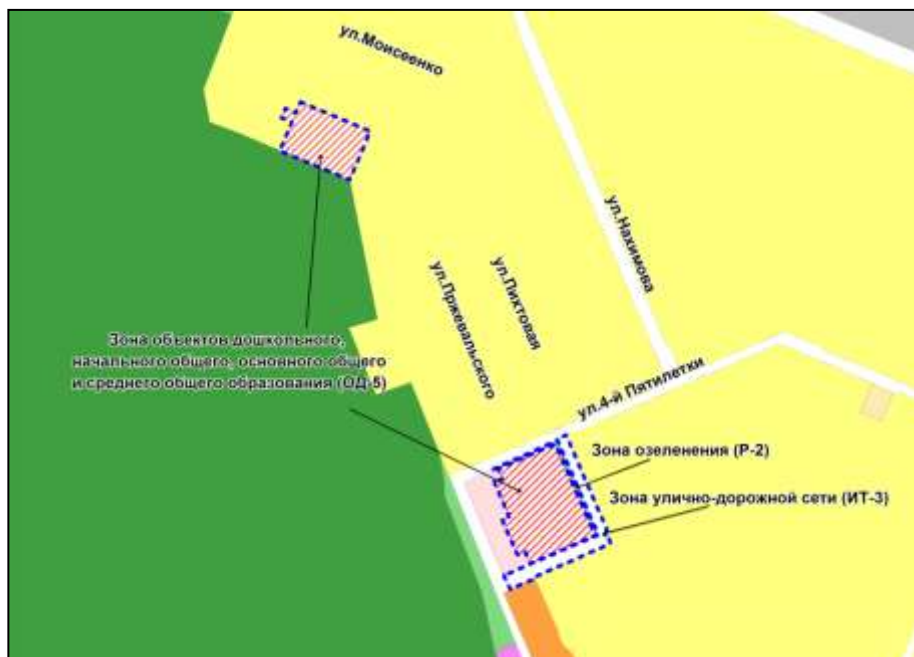 ул.Моисеенко
ул.Нахимова
ул.Пихтовая
ул.Пржевальского
Зона объектов дошкольного,
начального общего, основного общего
и среднего общего образования (ОД-5)
ул.4-й Пятилетки
Зона озеленения (Р-2)
Зона улично-дорожной сети (ИТ-3)